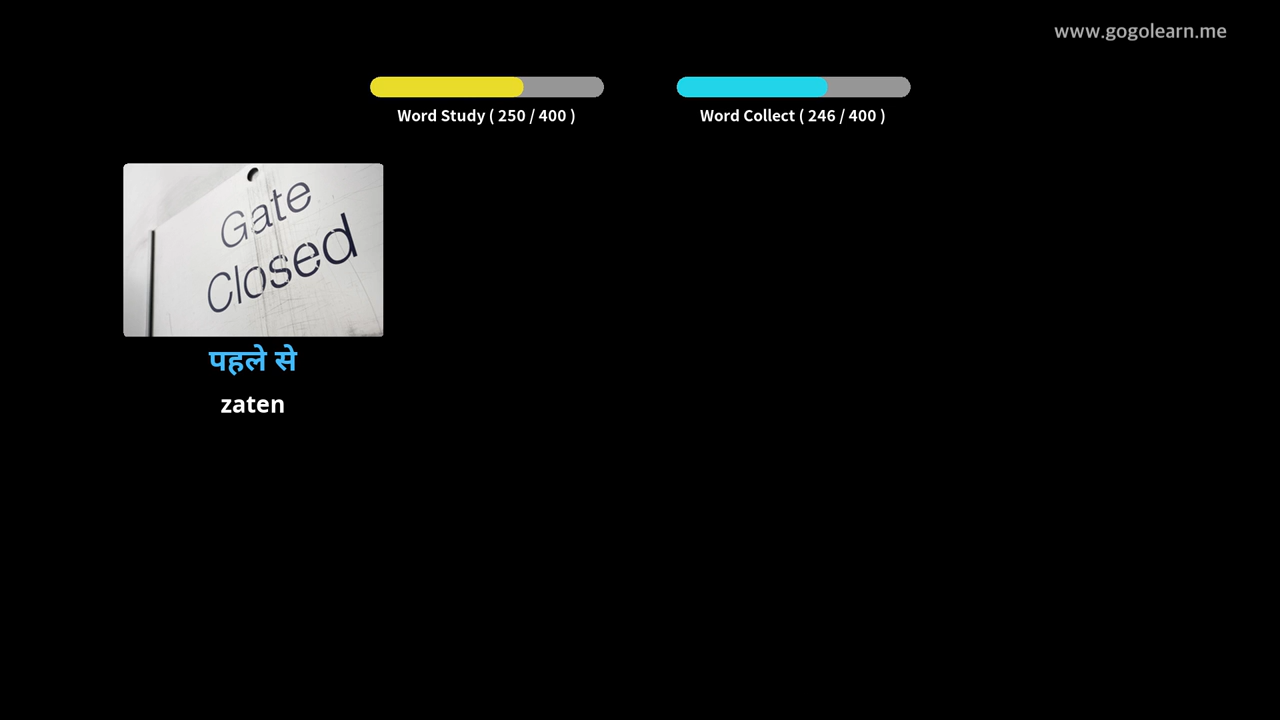 www.gogolearn.me
Word Study ( 250 / 400 )
Word Collect ( 246 / 400 )
Gate
Closed
पहले से
zaten